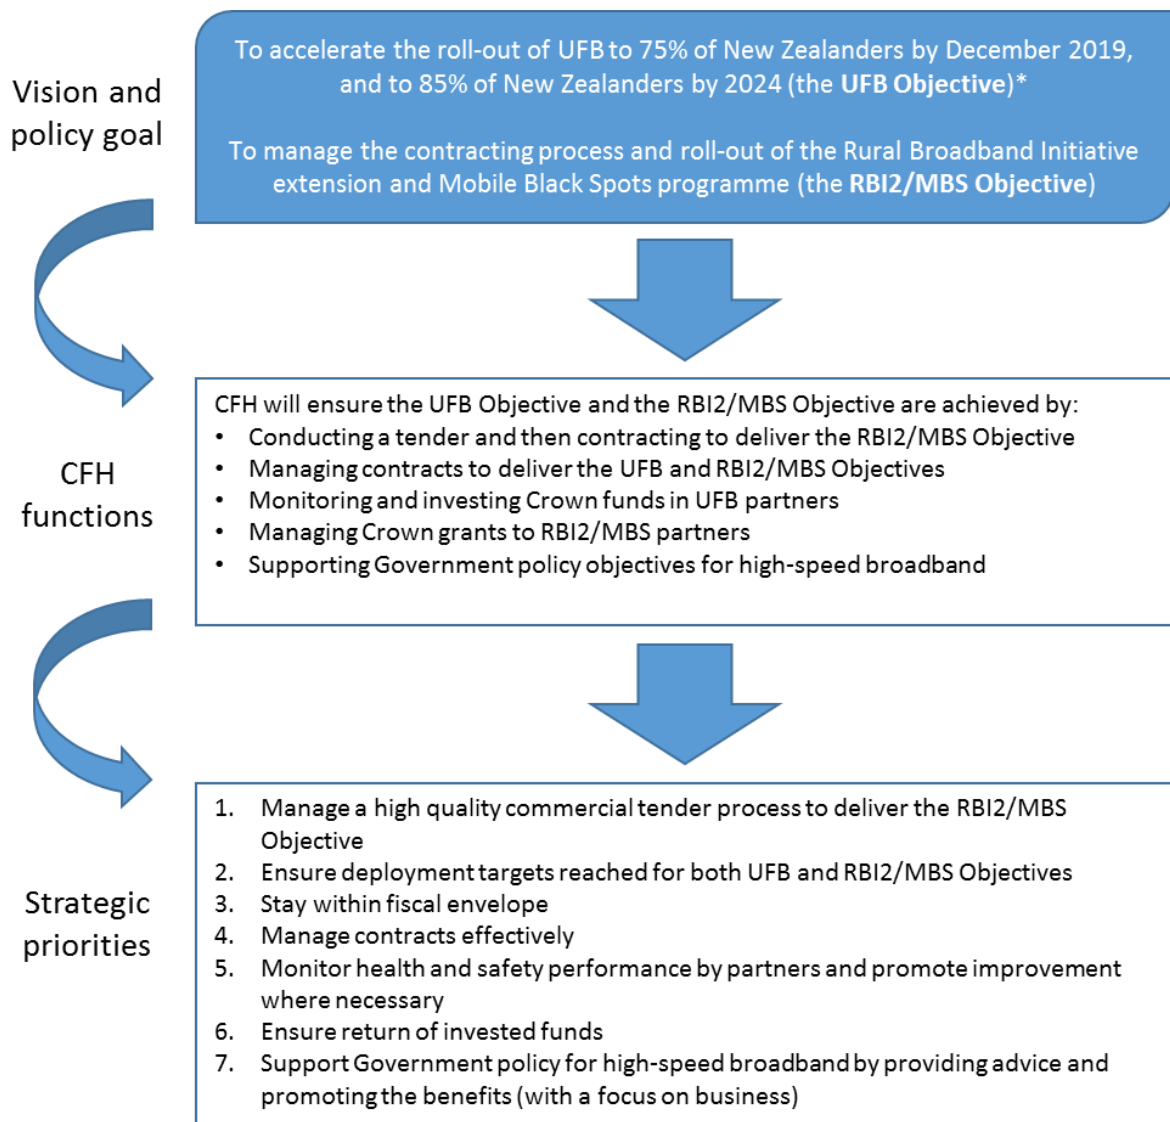 Vision and
policy goal
To accelerate the roll-out of UFB to 75% of New Zealanders by December 2019,
and to 85% of New Zealanders by 2024 (the UFB Objective)*
To manage the contracting process and roll-out of the Rural Broadband Initiative
extension and Mobile Black Spots programme (the RBI2/MBS Objective)
CFH
functions
CFH will ensure the UFB Objective and the RBI2/MBS Objective are achieved by:
• Conducting a tender and then contracting to deliver the RBI2/MBS Objective
• Managing contracts to deliver the UFB and RBI2/MBS Objectives
• Monitoring and investing Crown funds in UFB partners
• Managing Crown grants to RBI2/MBS partners
• Supporting Government policy objectives for high-speed broadband
Strategic
priorities
1. Manage a high quality commercial tender process to deliver the RBI2/MBS
Objective
2. Ensure deployment targets reached for both UFB and RBI2/MBS Objectives
3. Stay within fiscal envelope
4. Manage contracts effectively
5. Monitor health and safety performance by partners and promote improvement
where necessary
6. Ensure return of invested funds
7. Support Government policy for high-speed broadband by providing advice and
promoting the benefits (with a focus on business)